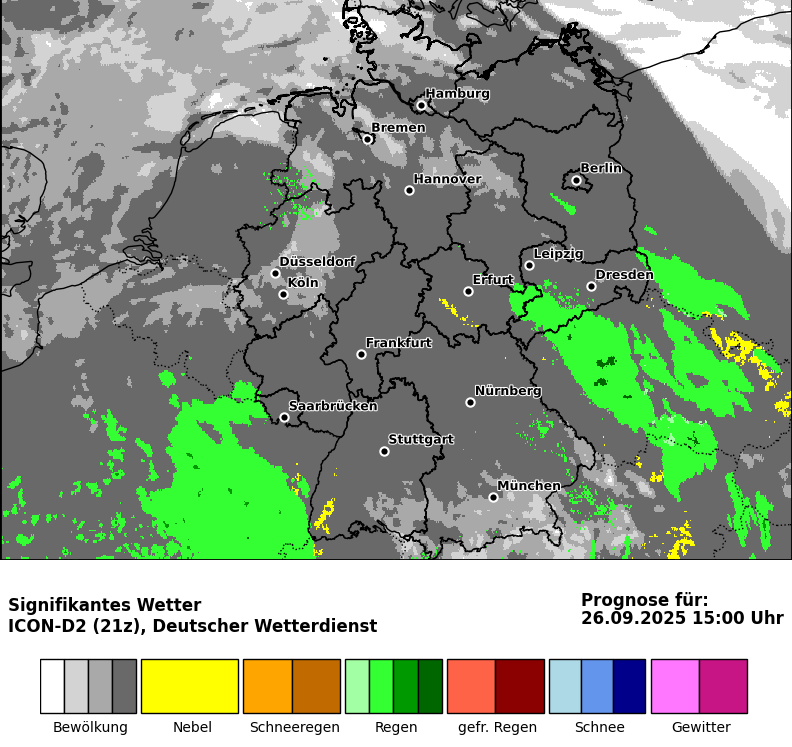 Hamburg
Bremen
Berlin
Hannover
Leipzig
Düsseldorf
Dresden
Köln
Erfurt
Frankfurt
Nürnberg
Saarbrücken
Stuttgart
München
Signifikantes Wetter
ICON-D2 (21z), Deutscher Wetterdienst
Prognose für:
26.09.2025 15:00 Uhr
Bewölkung Nebel Schneeregen Regen gefr. Regen Schnee Gewitter